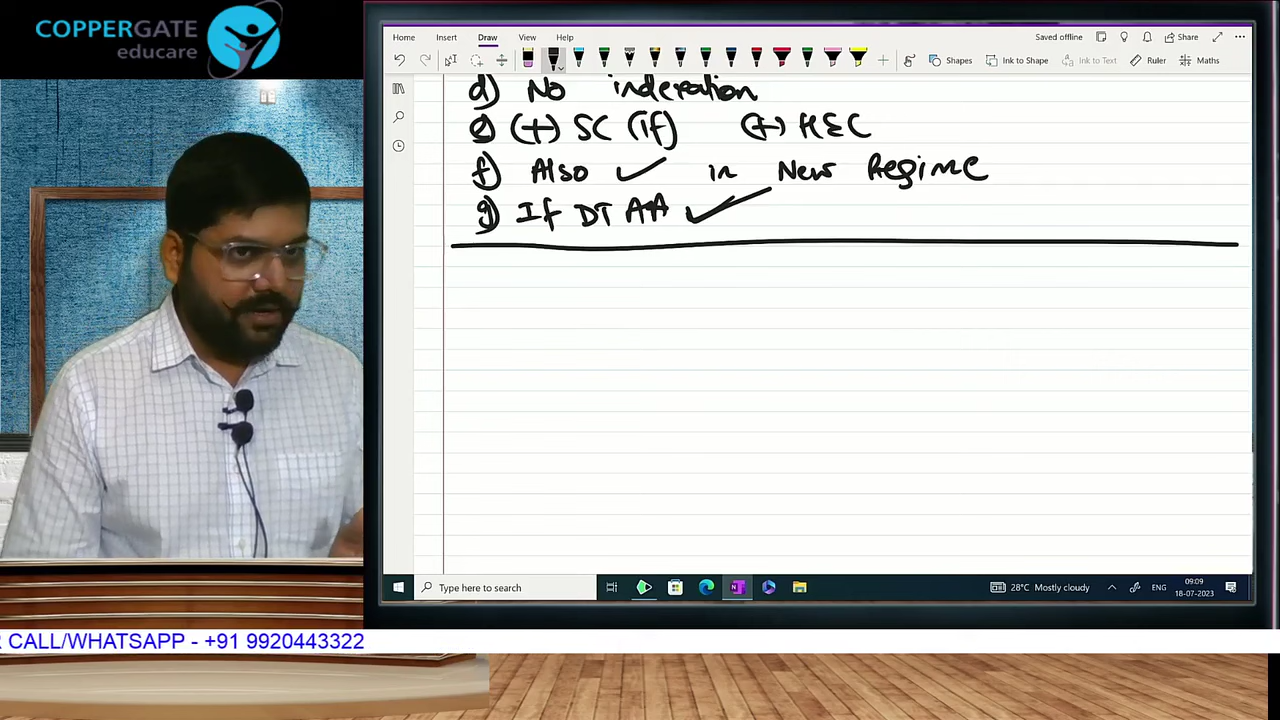 COPPERGATE
educare
Home Insert Draw View Help
Saved offline
Share
Shapes Ink to Shape Ink to Text Ruler Maths
d) No indexation
e) (+) SC (if) (+) HEC
f) Also ✓ in New Regime
g) If DTAA ✓
Type here to search
28°C Mostly cloudy
ENG
09:09
18-07-2023
R CALL/WHATSAPP - +91 9920443322